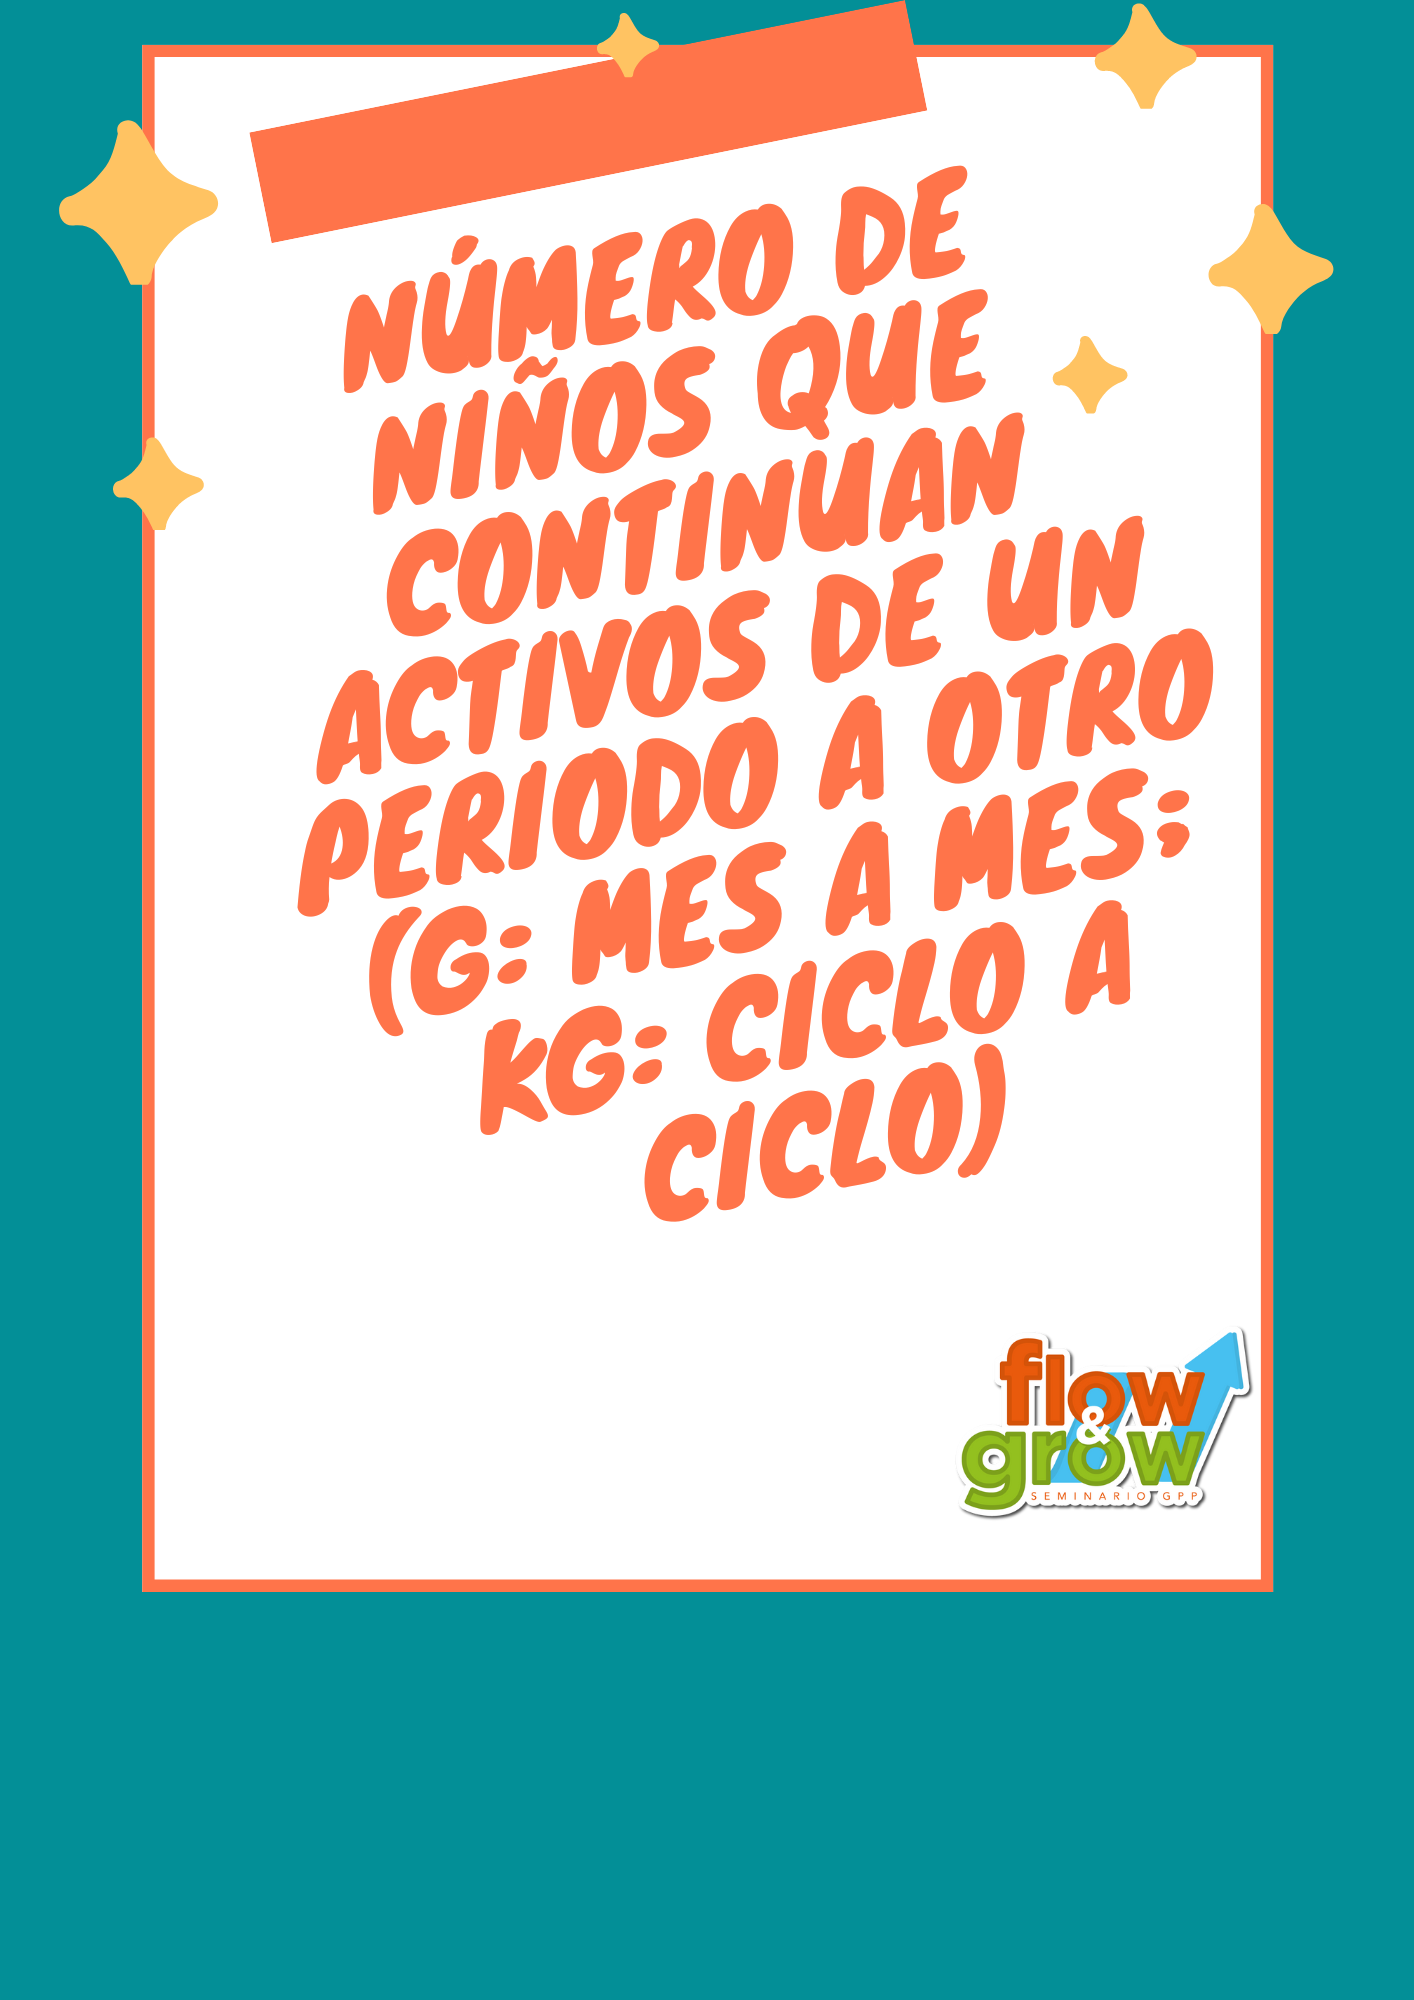 NÚMERO DE
NIÑOS QUE
CONTINUAN
ACTIVOS DE UN
PERIODO A OTRO
(G: MES A MES;
KG: CICLO A
CICLO)
flow
&
grow
SEMINARIO GPP